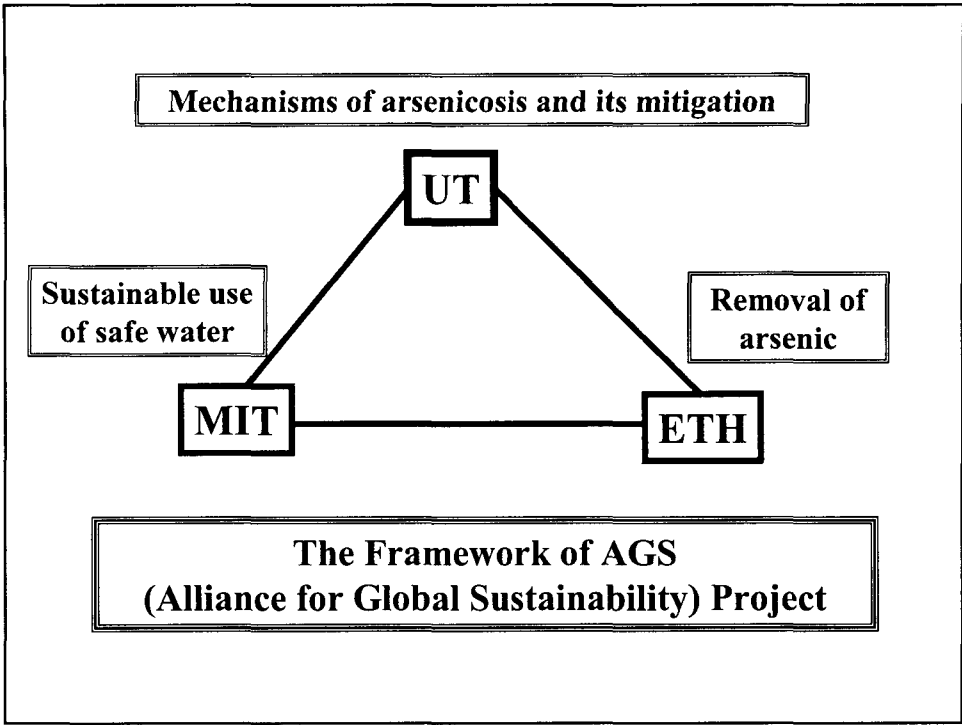 Mechanisms of arsenicosis and its mitigation
UT
Sustainable use
of safe water
Removal of
arsenic
MIT
ETH
The Framework of AGS
(Alliance for Global Sustainability) Project